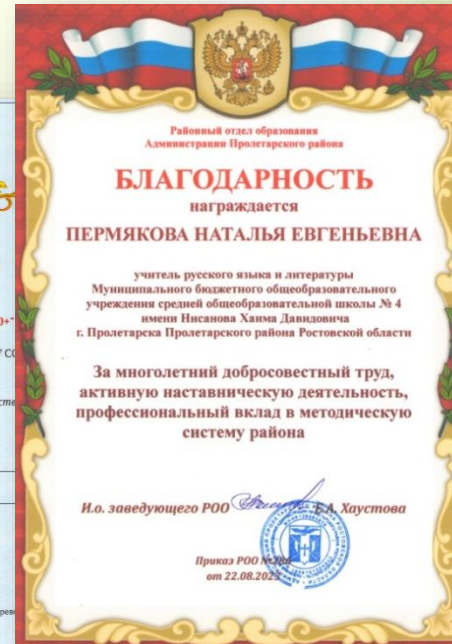 Районный отдел образования
Администрации Пролетарского района
БЛАГОДАРНОСТЬ
награждается
ПЕРМЯКОВА НАТАЛЬЯ ЕВГЕНЬЕВНА
учитель русского языка и литературы
Муниципального бюджетного общеобразовательного
учреждения средней общеобразовательной школы № 4
имени Нисанова Хаима Давидовича
г. Пролетарска Пролетарского района Ростовской области
За многолетний добросовестный труд,
активную наставническую деятельность,
профессиональный вклад в методическую
систему района
И.о. заведующего РОО Е.А. Хаустова
Приказ РОО
от 22.08.2023